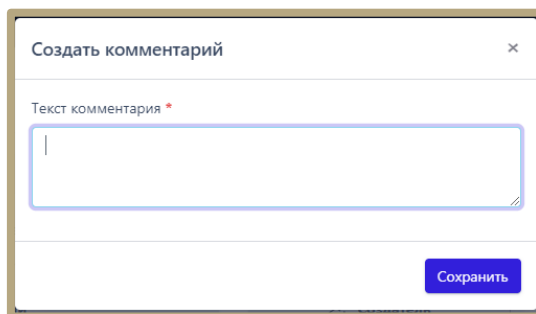 Создать комментарий
×
Текст комментария *
Сохранить